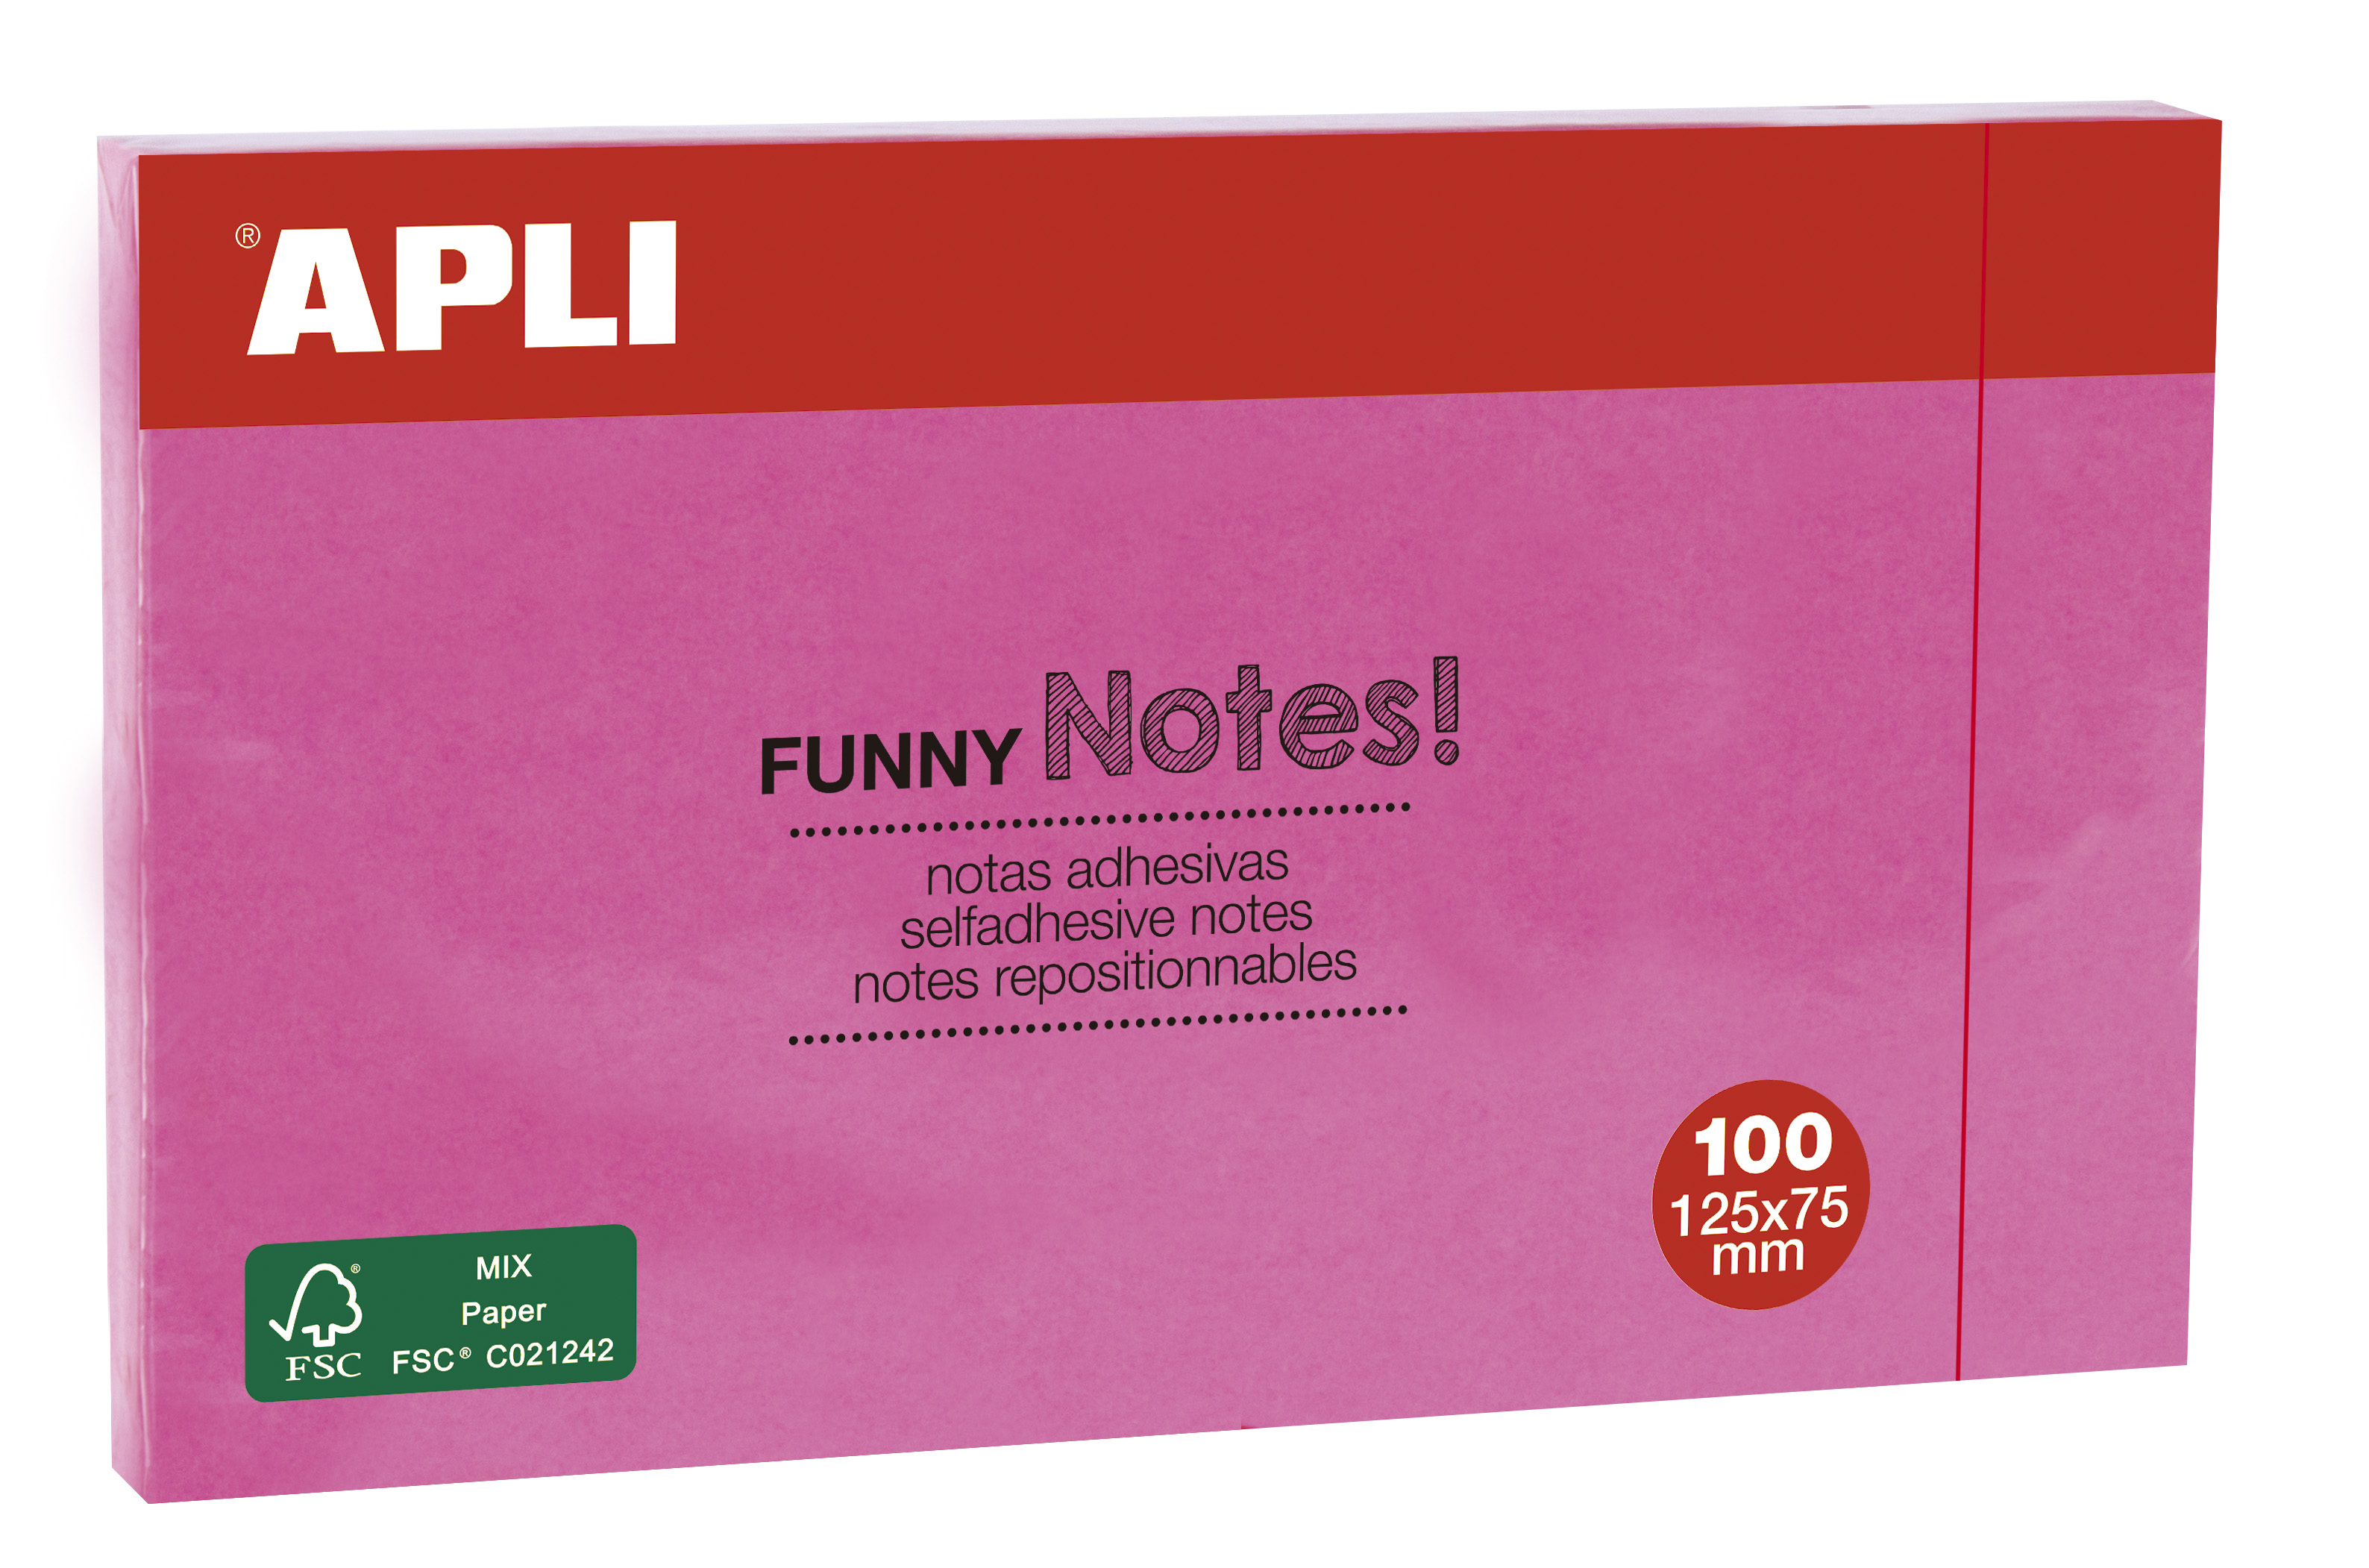 ® APLI
FUNNY Notes!
notas adhesivas
selfadhesive notes
notes repositionnables
100
125x75
mm
®
MIX
Paper
FSC
FSC® C021242